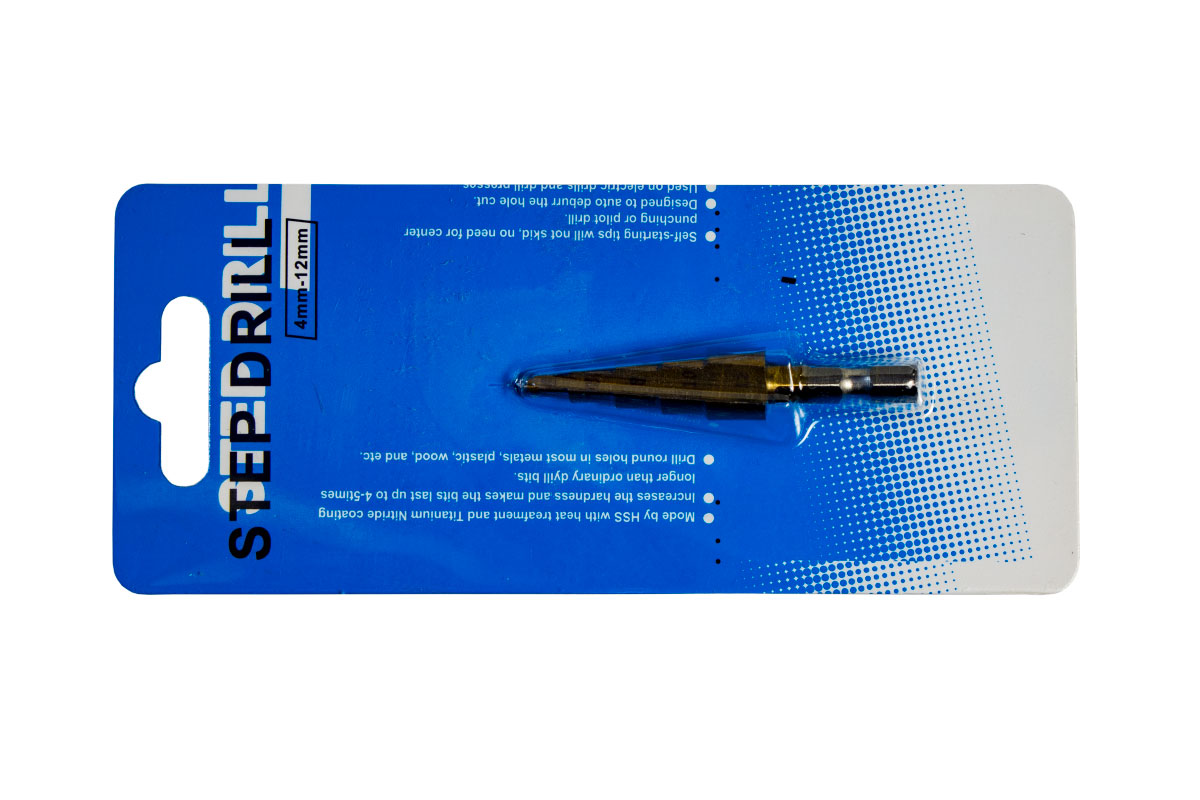 STEP DRILL
STEP DRILL
4mm-12mm
Mode by HSS with heat treafment and Titanium Nitride coating
Increases the hardness and makes the bits last up to 4-5times
longer than ordinary dyill bits.
Drill round holes in most metals, plastic, wood, and etc.
Self-starting tips will not skid, no need for center
punching or pilot drill.
Designed to auto deburr the hole cut.
Used on electric drills and drill presses